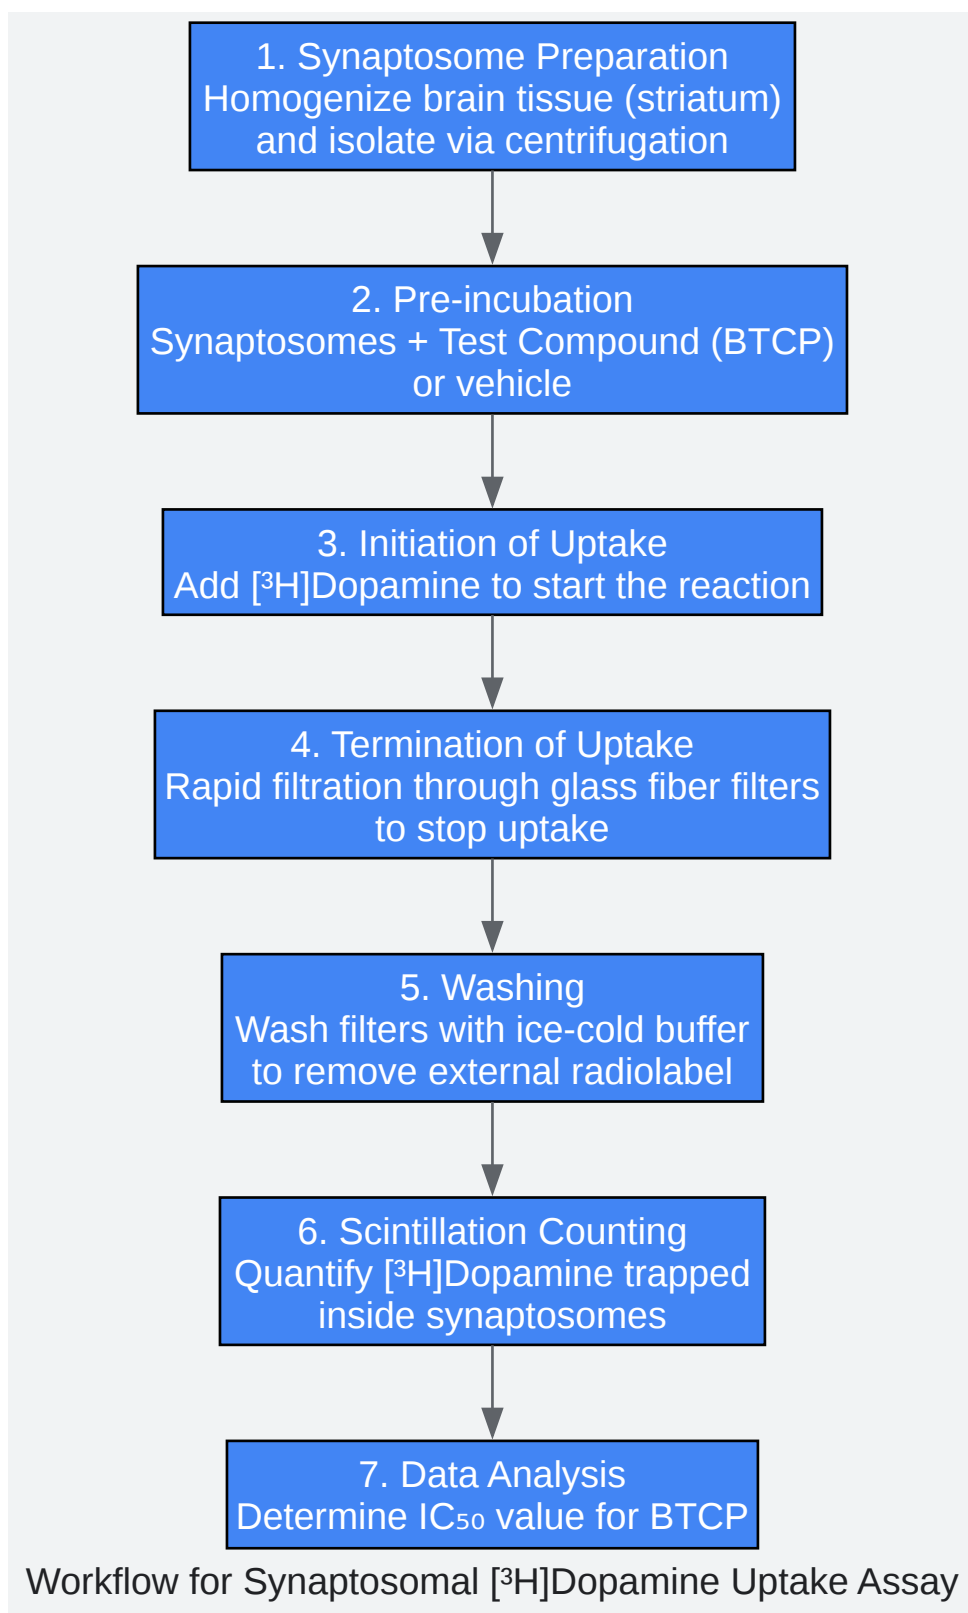 1. Synaptosome Preparation
Homogenize brain tissue (striatum)
and isolate via centrifugation
2. Pre-incubation
Synaptosomes + Test Compound (BTCP)
or vehicle
3. Initiation of Uptake
Add [³H]Dopamine to start the reaction
4. Termination of Uptake
Rapid filtration through glass fiber filters
to stop uptake
5. Washing
Wash filters with ice-cold buffer
to remove external radiolabel
6. Scintillation Counting
Quantify [³H]Dopamine trapped
inside synaptosomes
7. Data Analysis
Determine IC₅₀ value for BTCP
Workflow for Synaptosomal [³H]Dopamine Uptake Assay